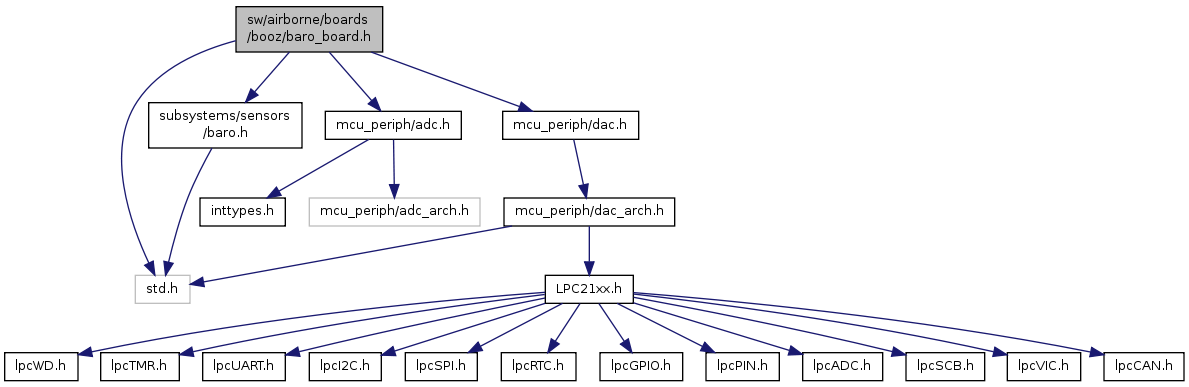 sw/airborne/boards
/booz/baro_board.h
subsystems/sensors
/baro.h
mcu_periph/adc.h
mcu_periph/dac.h
inttypes.h
mcu_periph/adc_arch.h
mcu_periph/dac_arch.h
std.h
LPC21xx.h
lpcWD.h
lpcTMR.h
lpcUART.h
lpcI2C.h
lpcSPI.h
lpcRTC.h
lpcGPIO.h
lpcPIN.h
lpcADC.h
lpcSCB.h
lpcVIC.h
lpcCAN.h